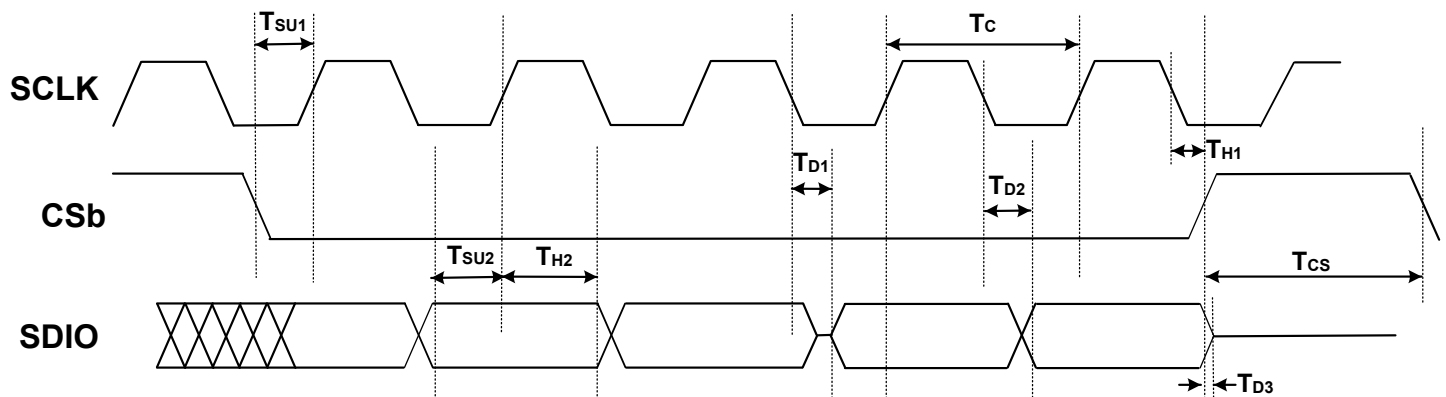 TSU1
TC
SCLK
TH1
TD1
TD2
CSb
TSU2
TH2
TCS
SDIO
TD3